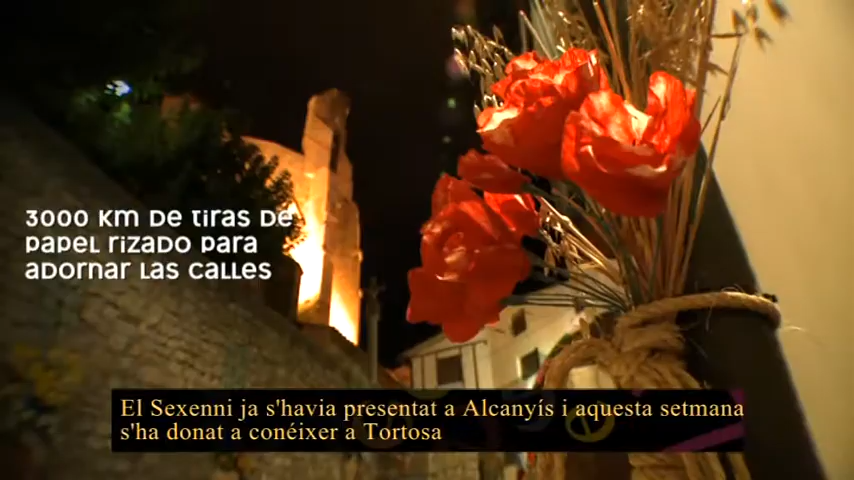 3000 KM DE TIRAS DE
PAPEL RIZADO PARA
ADORNAR LAS CALLES
El Sexenni ja s'havia presentat a Alcanyís i aquesta setmana
s'ha donat a conéixer a Tortosa